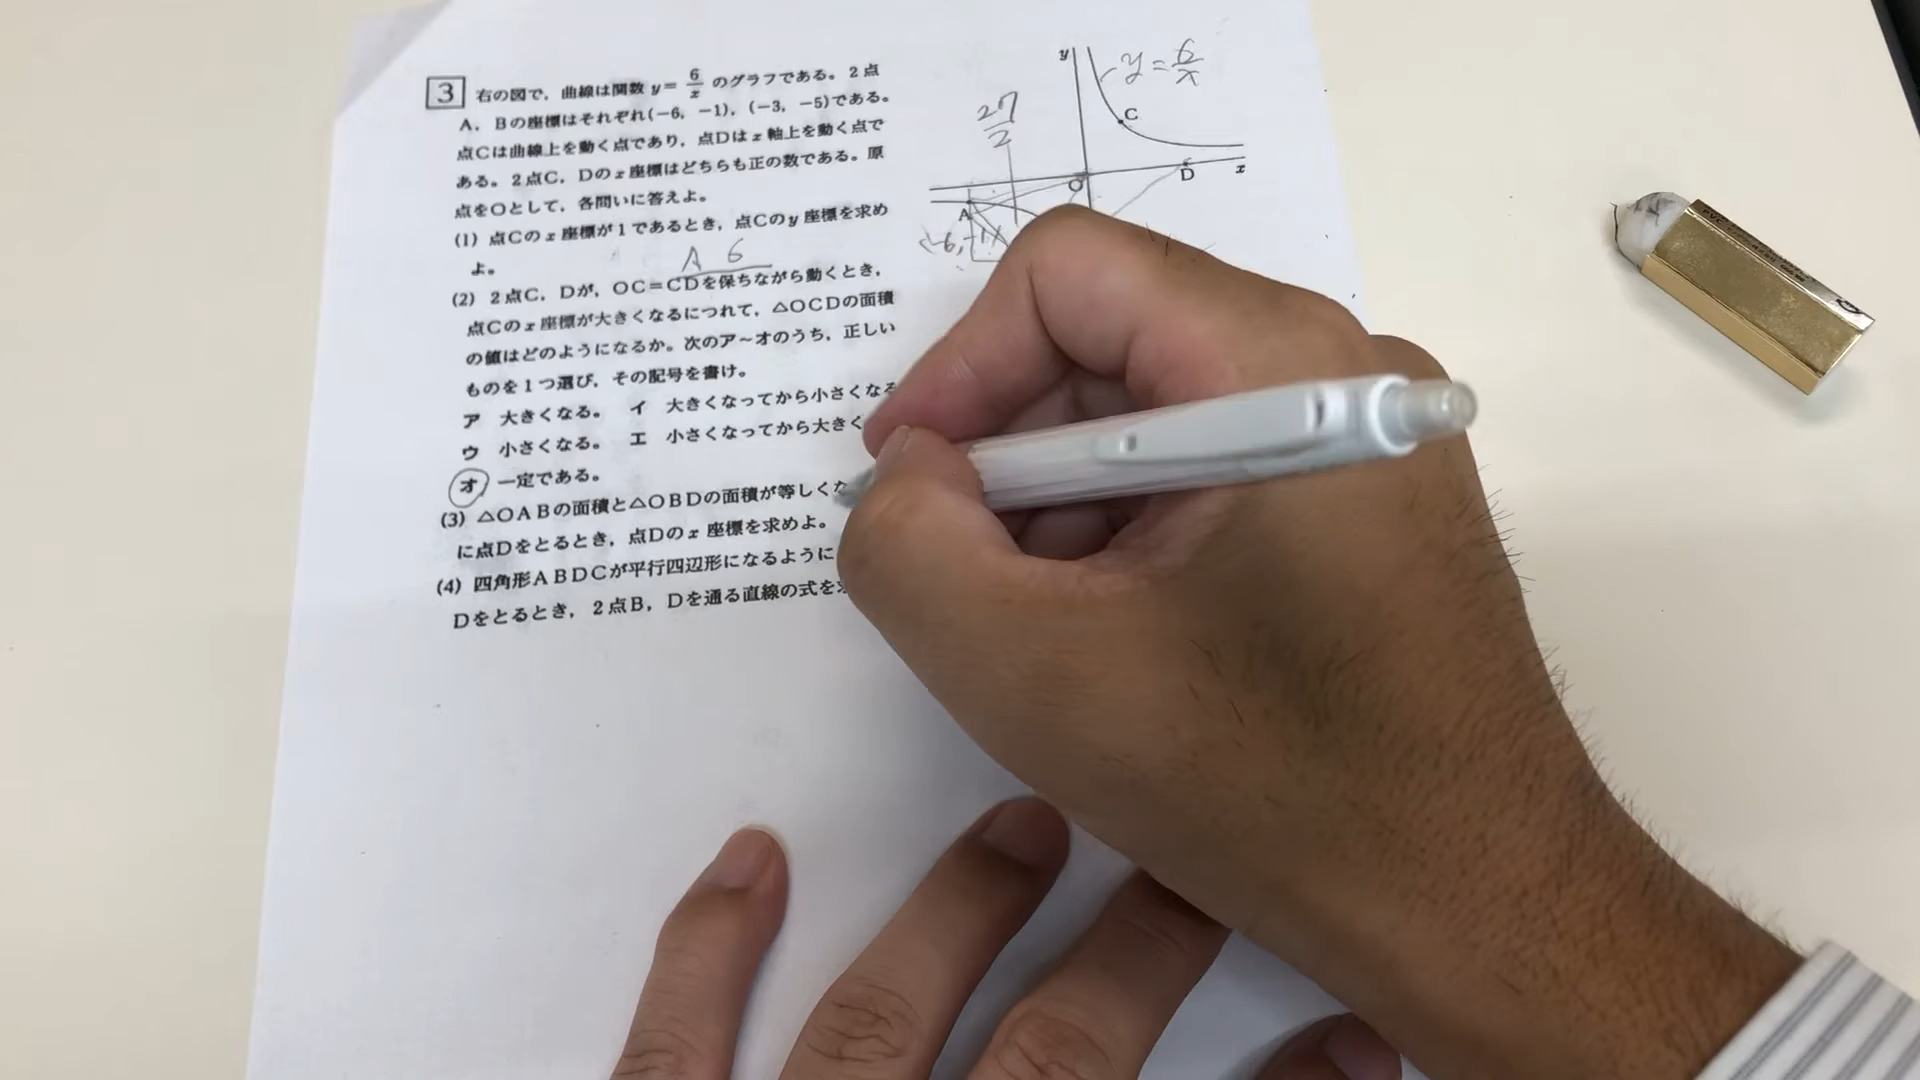 3 右の図で，曲線は関数 y=6/x のグラフである。2点
A，Bの座標はそれぞれ(−6，−1)，(−3，−5)である。
点Cは曲線上を動く点であり，点Dはx軸上を動く点で
ある。2点C，Dのx座標はどちらも正の数である。原
点をOとして，各問いに答えよ。
(1) 点Cのx座標が1であるとき，点Cのy座標を求め
よ。
A 6
(2) 2点C，Dが，OC=CDを保ちながら動くとき，
点Cのx座標が大きくなるにつれて，△OCDの面積
の値はどのようになるか。次のア〜オのうち，正しい
ものを1つ選び，その記号を書け。
ア 大きくなる。 イ 大きくなってから小さくなる
ウ 小さくなる。 エ 小さくなってから大きく
オ 一定である。
(3) △OABの面積と△OBDの面積が等しくな
に点Dをとるとき，点Dのx座標を求めよ。
(4) 四角形ABDCが平行四辺形になるように
Dをとるとき，2点B，Dを通る直線の式を
y
y=6/x
27/2
C
O
D
x
A
(-6,-1)